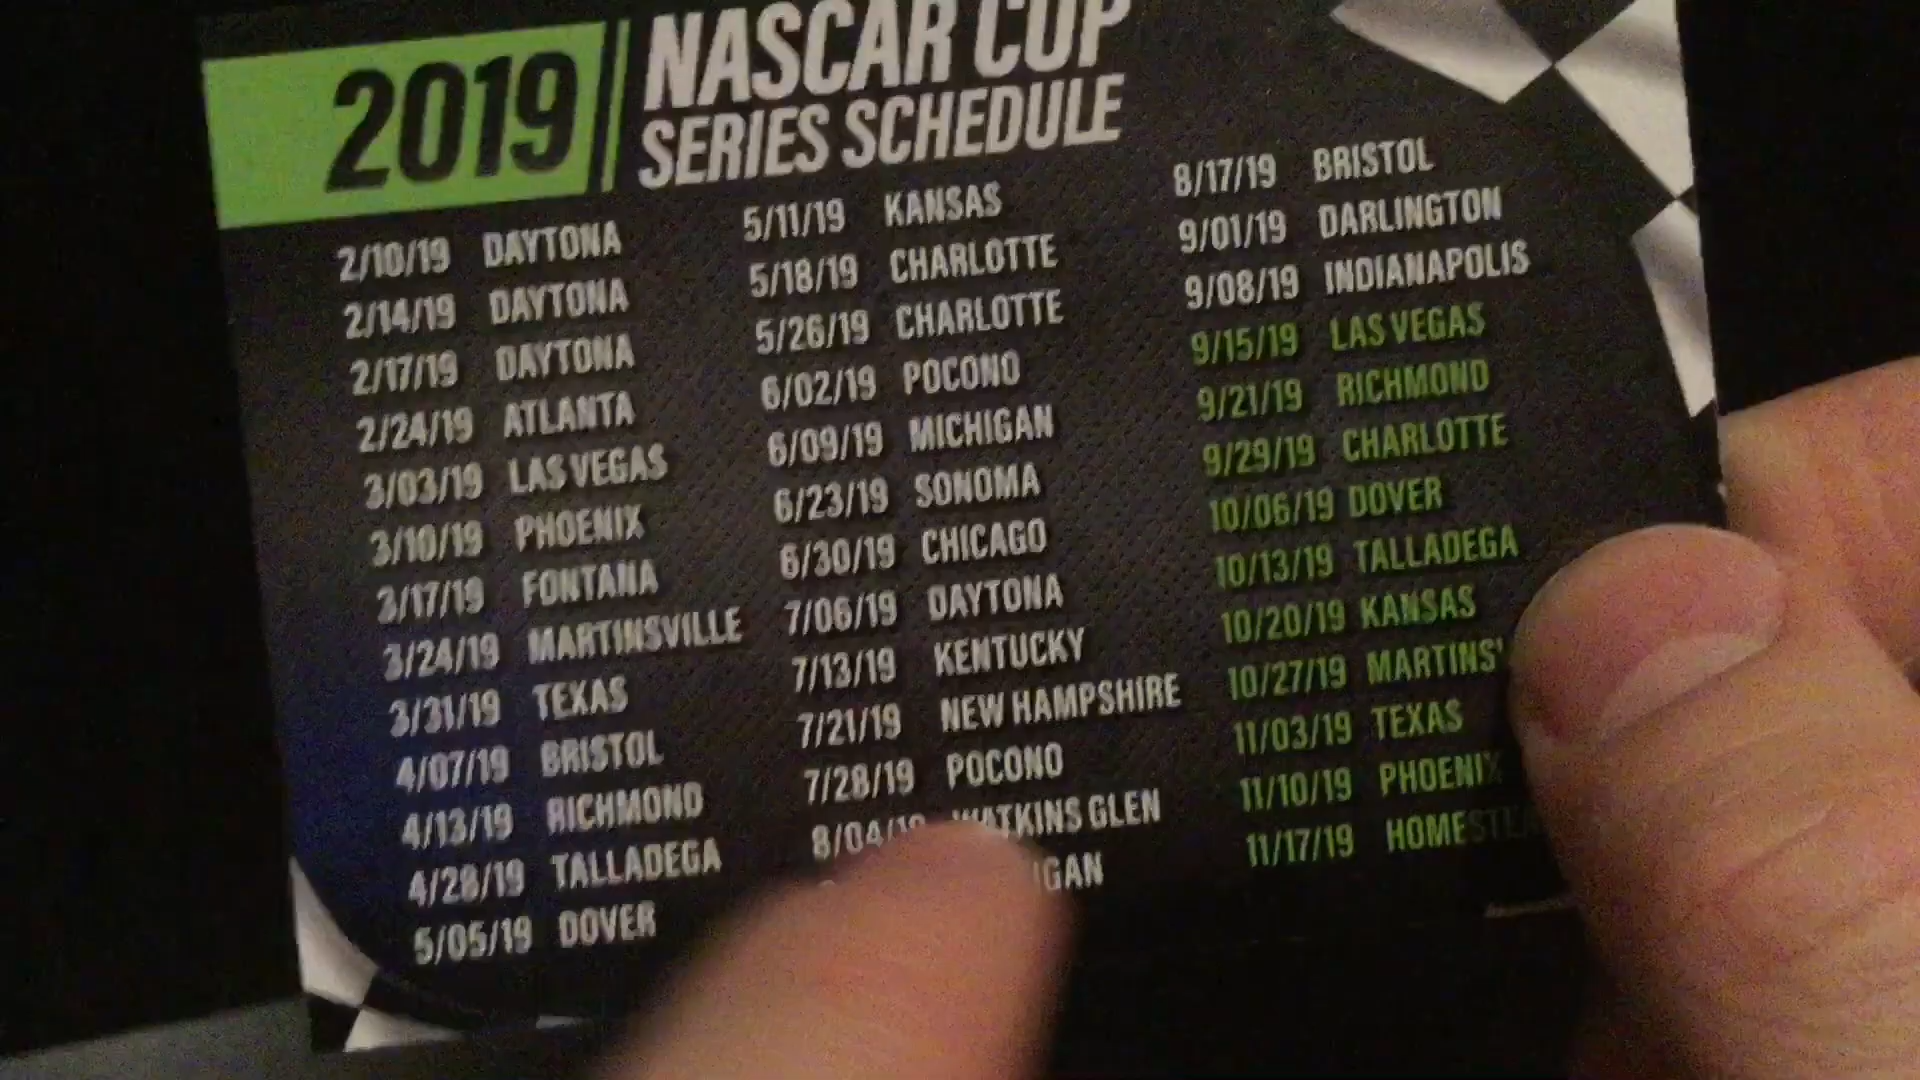 2019
NASCAR CUP
SERIES SCHEDULE
2/10/19 DAYTONA
2/14/19 DAYTONA
2/17/19 DAYTONA
2/24/19 ATLANTA
3/03/19 LAS VEGAS
3/10/19 PHOENIX
3/17/19 FONTANA
3/24/19 MARTINSVILLE
3/31/19 TEXAS
4/07/19 BRISTOL
4/13/19 RICHMOND
4/28/19 TALLADEGA
5/05/19 DOVER
5/11/19 KANSAS
5/18/19 CHARLOTTE
5/26/19 CHARLOTTE
6/02/19 POCONO
6/09/19 MICHIGAN
6/23/19 SONOMA
6/30/19 CHICAGO
7/06/19 DAYTONA
7/13/19 KENTUCKY
7/21/19 NEW HAMPSHIRE
7/28/19 POCONO
8/04/19 WATKINS GLEN
IGAN
8/17/19 BRISTOL
9/01/19 DARLINGTON
9/08/19 INDIANAPOLIS
9/15/19 LAS VEGAS
9/21/19 RICHMOND
9/29/19 CHARLOTTE
10/06/19 DOVER
10/13/19 TALLADEGA
10/20/19 KANSAS
10/27/19 MARTINS
11/03/19 TEXAS
11/10/19 PHOENIX
11/17/19 HOMESTEA